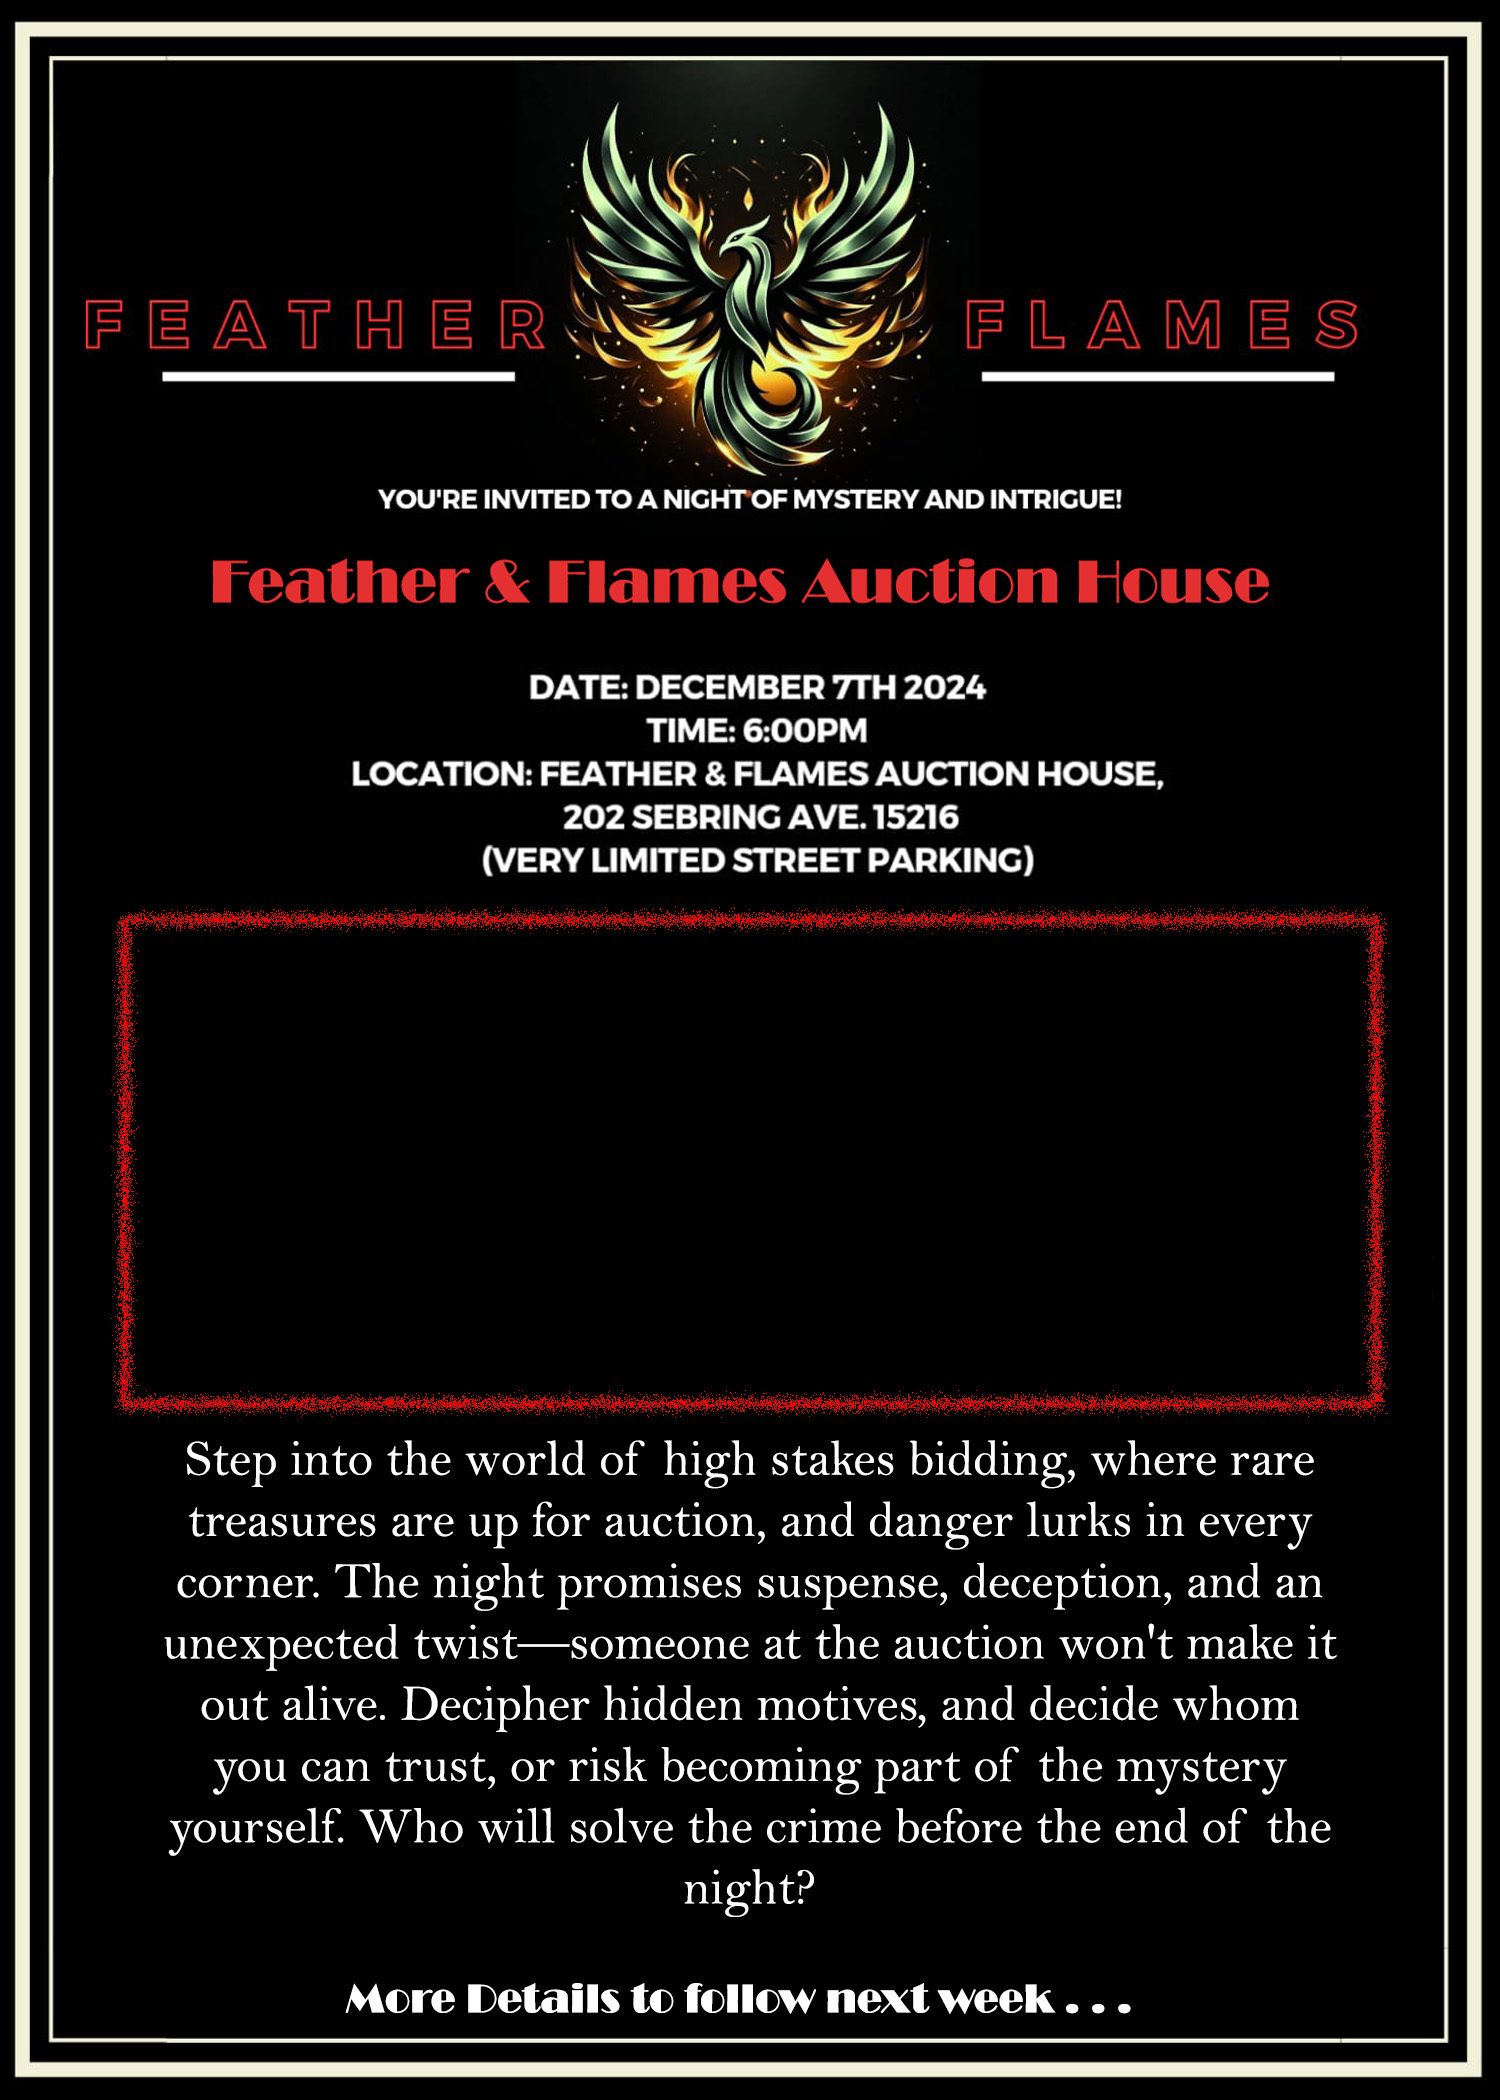 FEATHER FLAMES
YOU'RE INVITED TO A NIGHT OF MYSTERY AND INTRIGUE!
Feather & Flames Auction House
DATE: DECEMBER 7TH 2024
TIME: 6:00PM
LOCATION: FEATHER & FLAMES AUCTION HOUSE,
202 SEBRING AVE. 15216
(VERY LIMITED STREET PARKING)
Step into the world of high stakes bidding, where rare
treasures are up for auction, and danger lurks in every
corner. The night promises suspense, deception, and an
unexpected twist—someone at the auction won't make it
out alive. Decipher hidden motives, and decide whom
you can trust, or risk becoming part of the mystery
yourself. Who will solve the crime before the end of the
night?
More Details to follow next week . . .